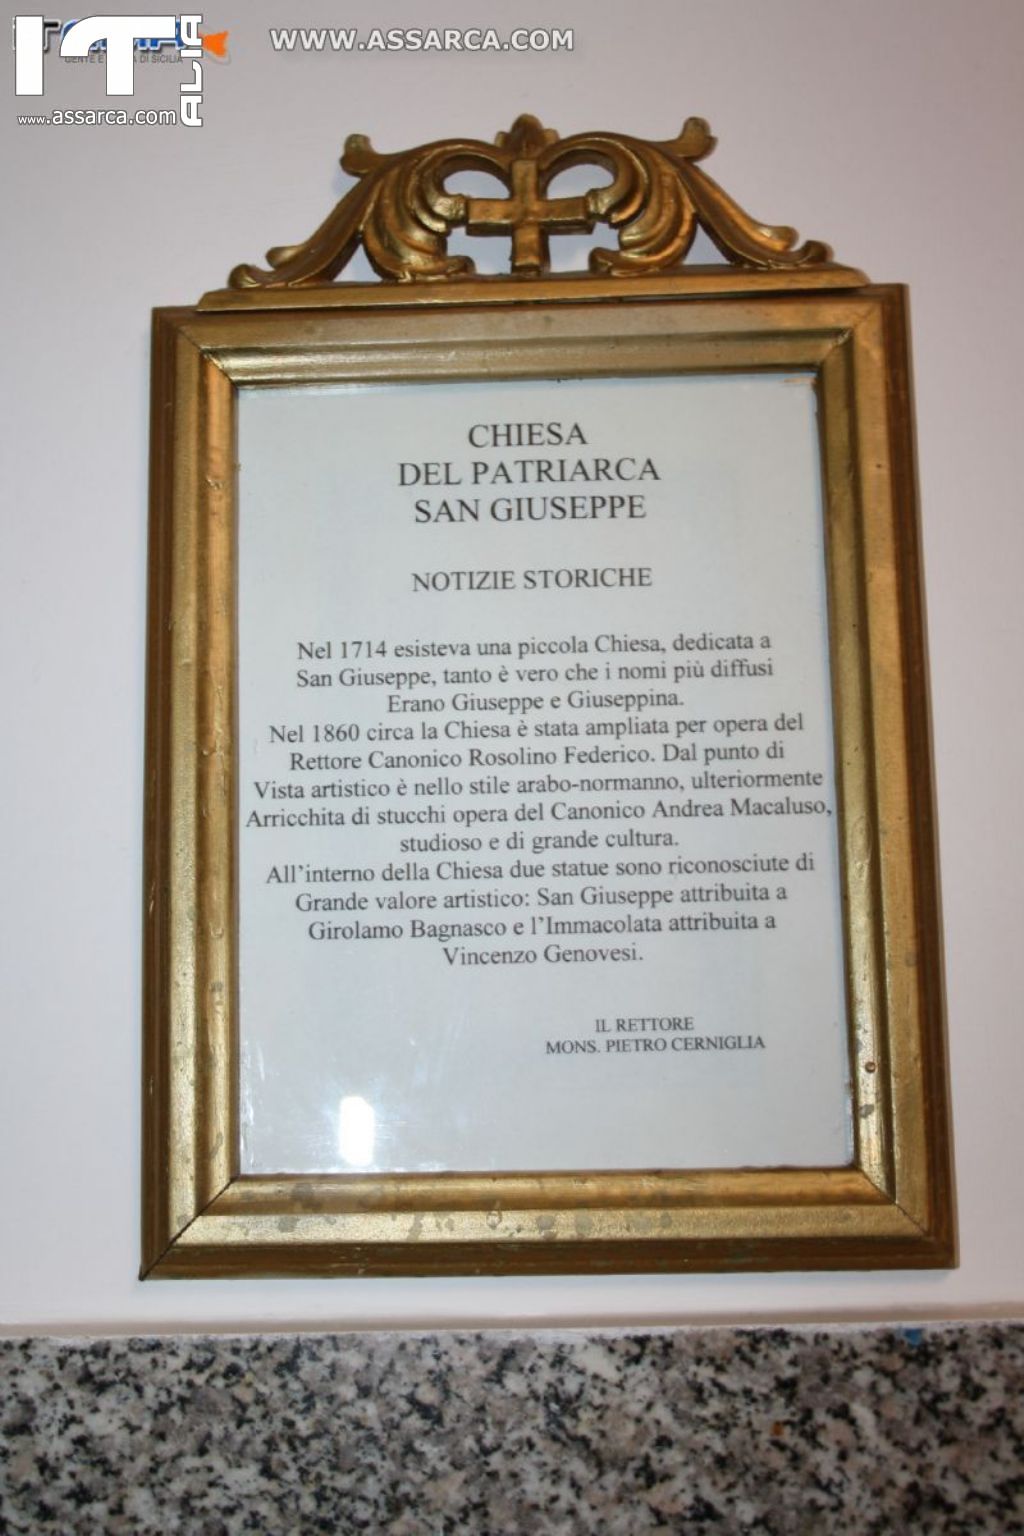 WWW.ASSARCA.COM
IT
ALIA
GENTE E
DI SICILIA
www.assarca.com
CHIESA
DEL PATRIARCA
SAN GIUSEPPE
NOTIZIE STORICHE
Nel 1714 esisteva una piccola Chiesa, dedicata a
San Giuseppe, tanto è vero che i nomi più diffusi
Erano Giuseppe e Giuseppina.
Nel 1860 circa la Chiesa è stata ampliata per opera del
Rettore Canonico Rosolino Federico. Dal punto di
Vista artistico è nello stile arabo-normanno, ulteriormente
Arricchita di stucchi opera del Canonico Andrea Macaluso,
studioso e di grande cultura.
All'interno della Chiesa due statue sono riconosciute di
Grande valore artistico: San Giuseppe attribuita a
Girolamo Bagnasco e l'Immacolata attribuita a
Vincenzo Genovesi.
IL RETTORE
MONS. PIETRO CERNIGLIA